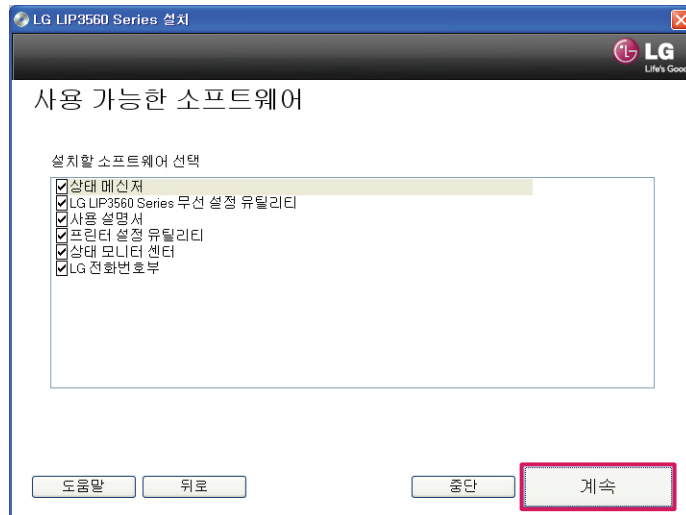 LG LIP3560 Series 설치
LG
Life's Good
사용 가능한 소프트웨어
설치할 소프트웨어 선택
상태 메신저
LG LIP3560 Series 무선 설정 유틸리티
사용 설명서
프린터 설정 유틸리티
상태 모니터 센터
LG 전화번호부
도움말 뒤로 중단 계속